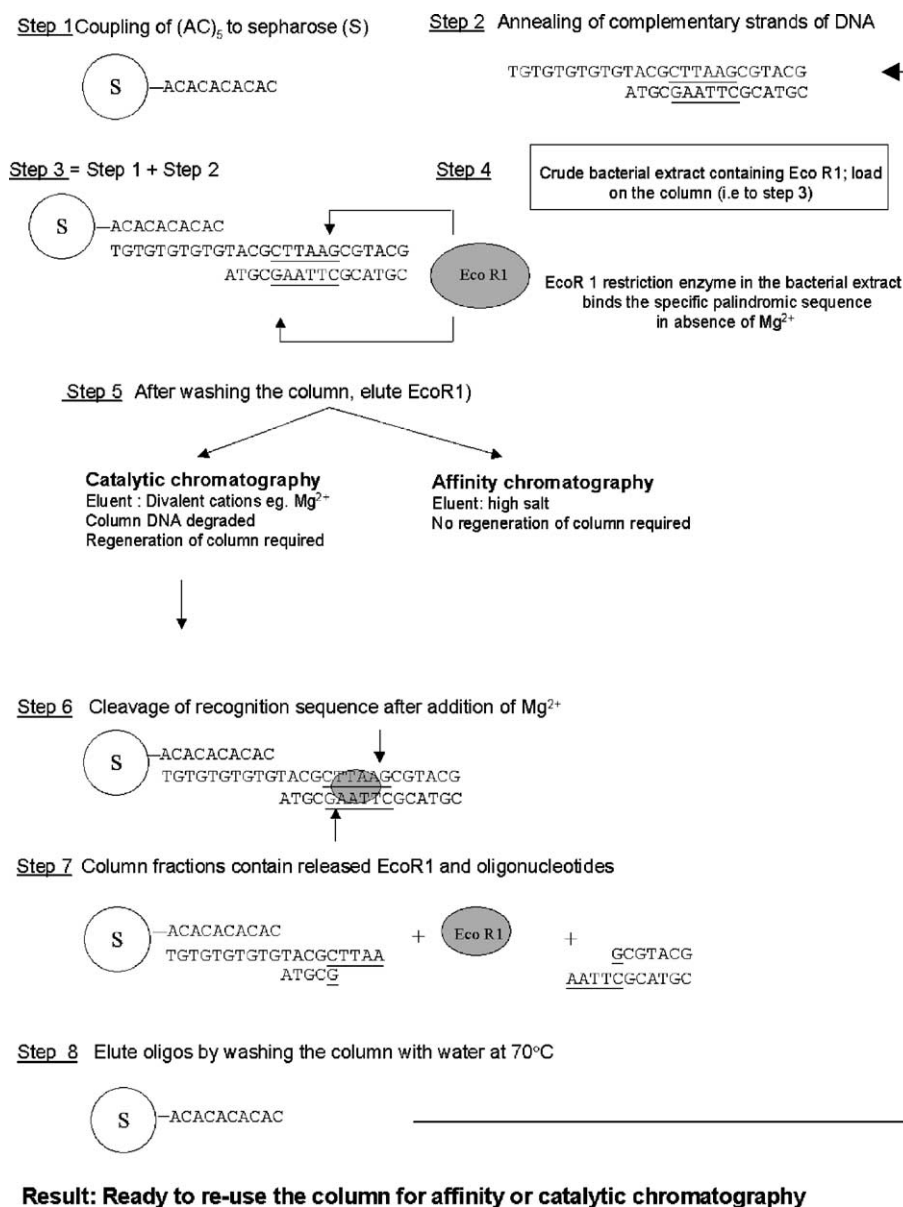 Step 1 Coupling of (AC)₅ to sepharose (S)
Step 2 Annealing of complementary strands of DNA
S
ACACACACAC
TGTGTGTGTGTACGCTTAAGCGTACG
ATGCGAATTCGCATGC
Step 3 = Step 1 + Step 2
Step 4
Crude bacterial extract containing Eco R1; load
on the column (i.e to step 3)
S
ACACACACAC
TGTGTGTGTGTACGCTTAAGCGTACG
ATGCGAATTCGCATGC
Eco R1
EcoR 1 restriction enzyme in the bacterial extract
binds the specific palindromic sequence
in absence of Mg²⁺
Step 5 After washing the column, elute EcoR1)
Catalytic chromatography
Eluent : Divalent cations eg. Mg²⁺
Column DNA degraded
Regeneration of column required
Affinity chromatography
Eluent: high salt
No regeneration of column required
Step 6 Cleavage of recognition sequence after addition of Mg²⁺
S
ACACACACAC
TGTGTGTGTGTACGCTTAAGCGTACG
ATGCGAATTCGCATGC
Step 7 Column fractions contain released EcoR1 and oligonucleotides
S
ACACACACAC
TGTGTGTGTGTACGCTTAA
ATGCG
+
Eco R1
+
GCGTACG
AATTCGCATGC
Step 8 Elute oligos by washing the column with water at 70°C
S
ACACACACAC
Result: Ready to re-use the column for affinity or catalytic chromatography